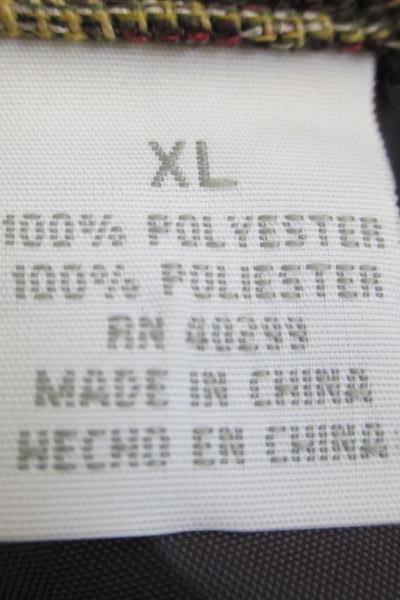 XL
100% POLYESTER
100% POLIESTER
RN 40299
MADE IN CHINA
HECHO EN CHINA